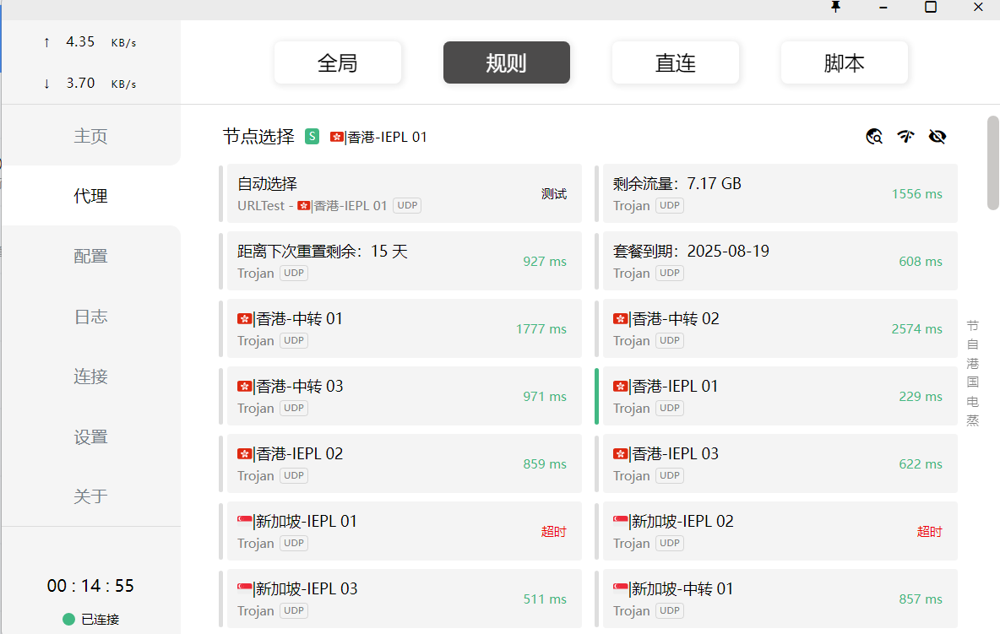 ↑ 4.35 KB/s
↓ 3.70 KB/s
主页
代理
配置
日志
连接
设置
关于
00 : 14 : 55
已连接
全局
规则
直连
脚本
节点选择 S 🇭🇰|香港-IEPL 01
自动选择
URLTest - 🇭🇰|香港-IEPL 01 UDP
测试
剩余流量：7.17 GB
Trojan UDP
1556 ms
距离下次重置剩余：15 天
Trojan UDP
927 ms
套餐到期：2025-08-19
Trojan UDP
608 ms
🇭🇰|香港-中转 01
Trojan UDP
1777 ms
🇭🇰|香港-中转 02
Trojan UDP
2574 ms
🇭🇰|香港-中转 03
Trojan UDP
971 ms
🇭🇰|香港-IEPL 01
Trojan UDP
229 ms
🇭🇰|香港-IEPL 02
Trojan UDP
859 ms
🇭🇰|香港-IEPL 03
Trojan UDP
622 ms
🇸🇬|新加坡-IEPL 01
Trojan UDP
超时
🇸🇬|新加坡-IEPL 02
Trojan UDP
超时
🇸🇬|新加坡-IEPL 03
Trojan UDP
511 ms
🇸🇬|新加坡-中转 01
Trojan UDP
857 ms
节
自
港
国
电
蒸